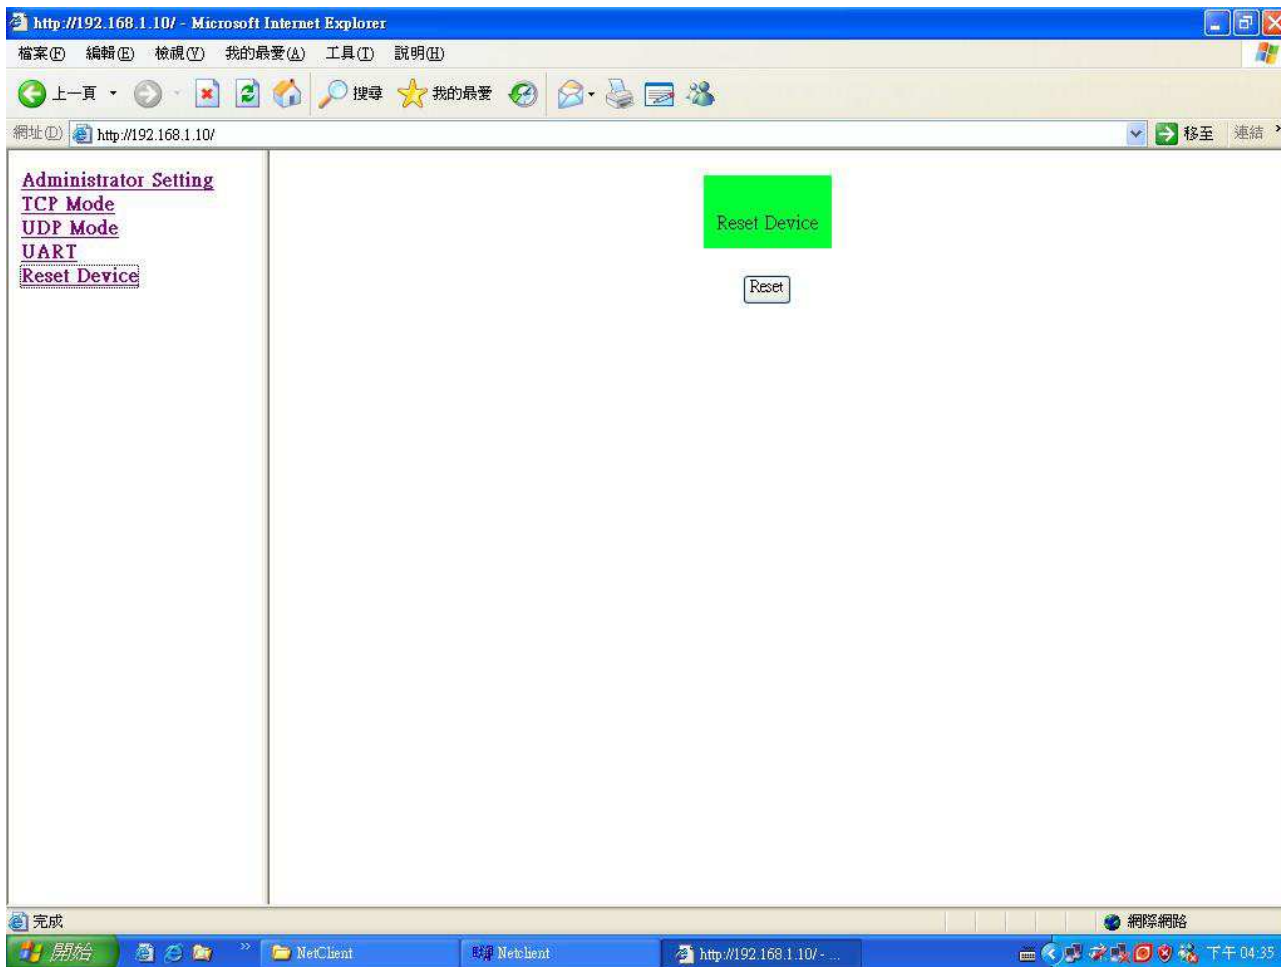 http://192.168.1.10/ - Microsoft Internet Explorer
檔案(F) 編輯(E) 檢視(V) 我的最愛(A) 工具(T) 說明(H)
上一頁 搜尋 我的最愛
網址(D) http://192.168.1.10/ 移至 連結 »
Administrator Setting
TCP Mode
UDP Mode
UART
Reset Device
Reset Device
Reset
完成 網際網路
開始 » NetClient Netclient http://192.168.1.10/ - ... 下午 04:35